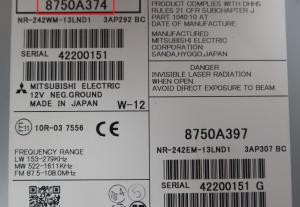 8750A374
NR-242WM-13LND1 3AP292 BC
SERIAL
42200151
MITSUBISHI ELECTRIC
12V NEG.GROUND
MADE IN JAPAN W-12
E11 10R-03 7556
FREQUENCY RANGE
LW 153-279KHz
MW 522-1611KHz
FM 87.5-108.0MHz
PRODUCT COMPLIES WITH DHHS
RULES 21 CFR SUBCHAPTER J
PART 1040.10 AT
DATE OF MANUFACTURE.
MITSUBISHI ELECTRIC CORP.
SANDA, HYOGO, JAPAN
DANGER
INVISIBLE LASER RADIATION
WHEN OPEN.
AVOID DIRECT EXPOSURE TO BEAM
8750A397
NR-242EM-13LND1 3AP307 BC
SERIAL
42200151 G